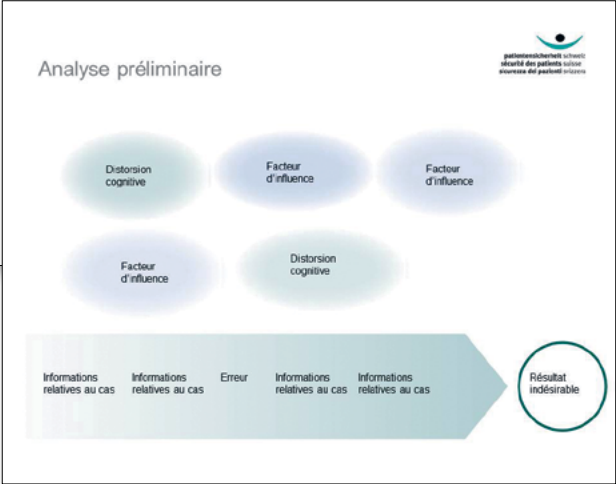 patientensicherheit schweiz
sécurité des patients suisse
sicurezza dei pazienti svizzera
Analyse préliminaire
Distorsion
cognitive
Facteur
d'influence
Facteur
d'influence
Facteur
d'influence
Distorsion
cognitive
Informations
relatives au cas
Informations
relatives au cas
Erreur
Informations
relatives au cas
Informations
relatives au cas
Résultat
indésirable